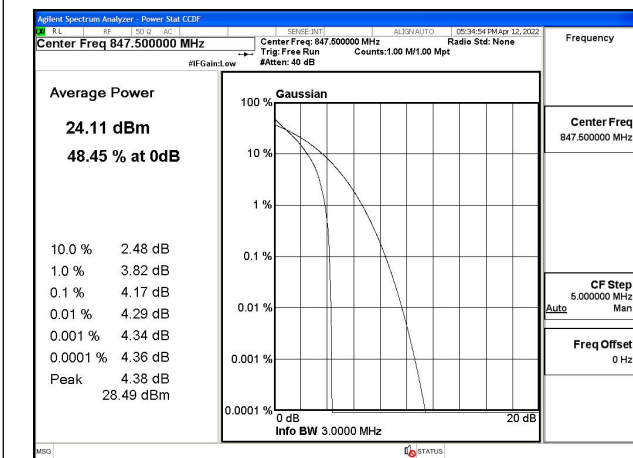 Agilent Spectrum Analyzer - Power Stat CCDF
RL RF 50 Ω AC SENSE:INT ALIGN AUTO 05:34:54 PM Apr 12, 2022
Center Freq 847.500000 MHz
Center Freq: 847.500000 MHz Radio Std: None
Trig: Free Run Counts:1.00 M/1.00 Mpt
#IFGain:Low #Atten: 40 dB
Frequency
Center Freq
847.500000 MHz
CF Step
5.000000 MHz
Auto Man
Freq Offset
0 Hz
Average Power
24.11 dBm
48.45 % at 0dB
10.0 % 2.48 dB
1.0 % 3.82 dB
0.1 % 4.17 dB
0.01 % 4.29 dB
0.001 % 4.34 dB
0.0001 % 4.36 dB
Peak 4.38 dB
28.49 dBm
Gaussian
100 %
10 %
1 %
0.1 %
0.01 %
0.001 %
0.0001 %
0 dB 20 dB
Info BW 3.0000 MHz
MSG STATUS